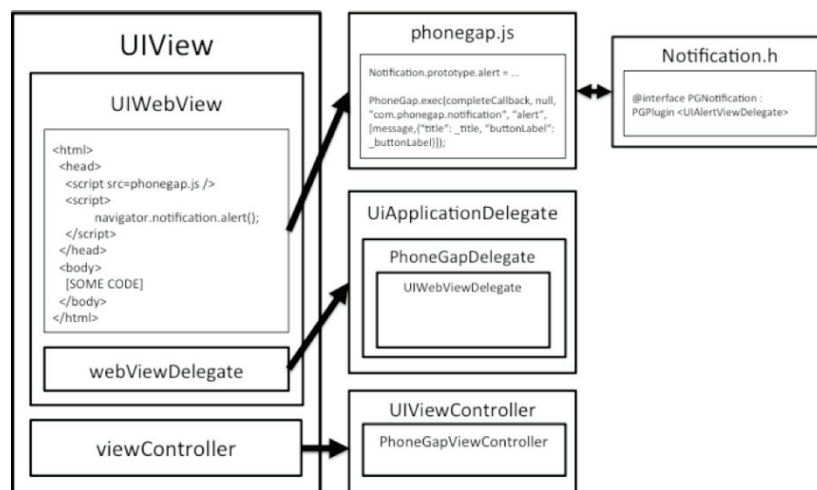 UIView
UIWebView
<html>
<head>
<script src=phonegap.js />
<script>
navigator.notification.alert();
</script>
</head>
<body>
[SOME CODE]
</body>
</html>
webViewDelegate
viewController
phonegap.js
Notification.prototype.alert = ...
PhoneGap.exec(completeCallback, null,
"com.phonegap.notification", "alert",
[message,{"title": _title, "buttonLabel":
_buttonLabel}]);
Notification.h
@interface PGNotification :
PGPlugin <UIAlertViewDelegate>
UiApplicationDelegate
PhoneGapDelegate
UIWebViewDelegate
UIViewController
PhoneGapViewController